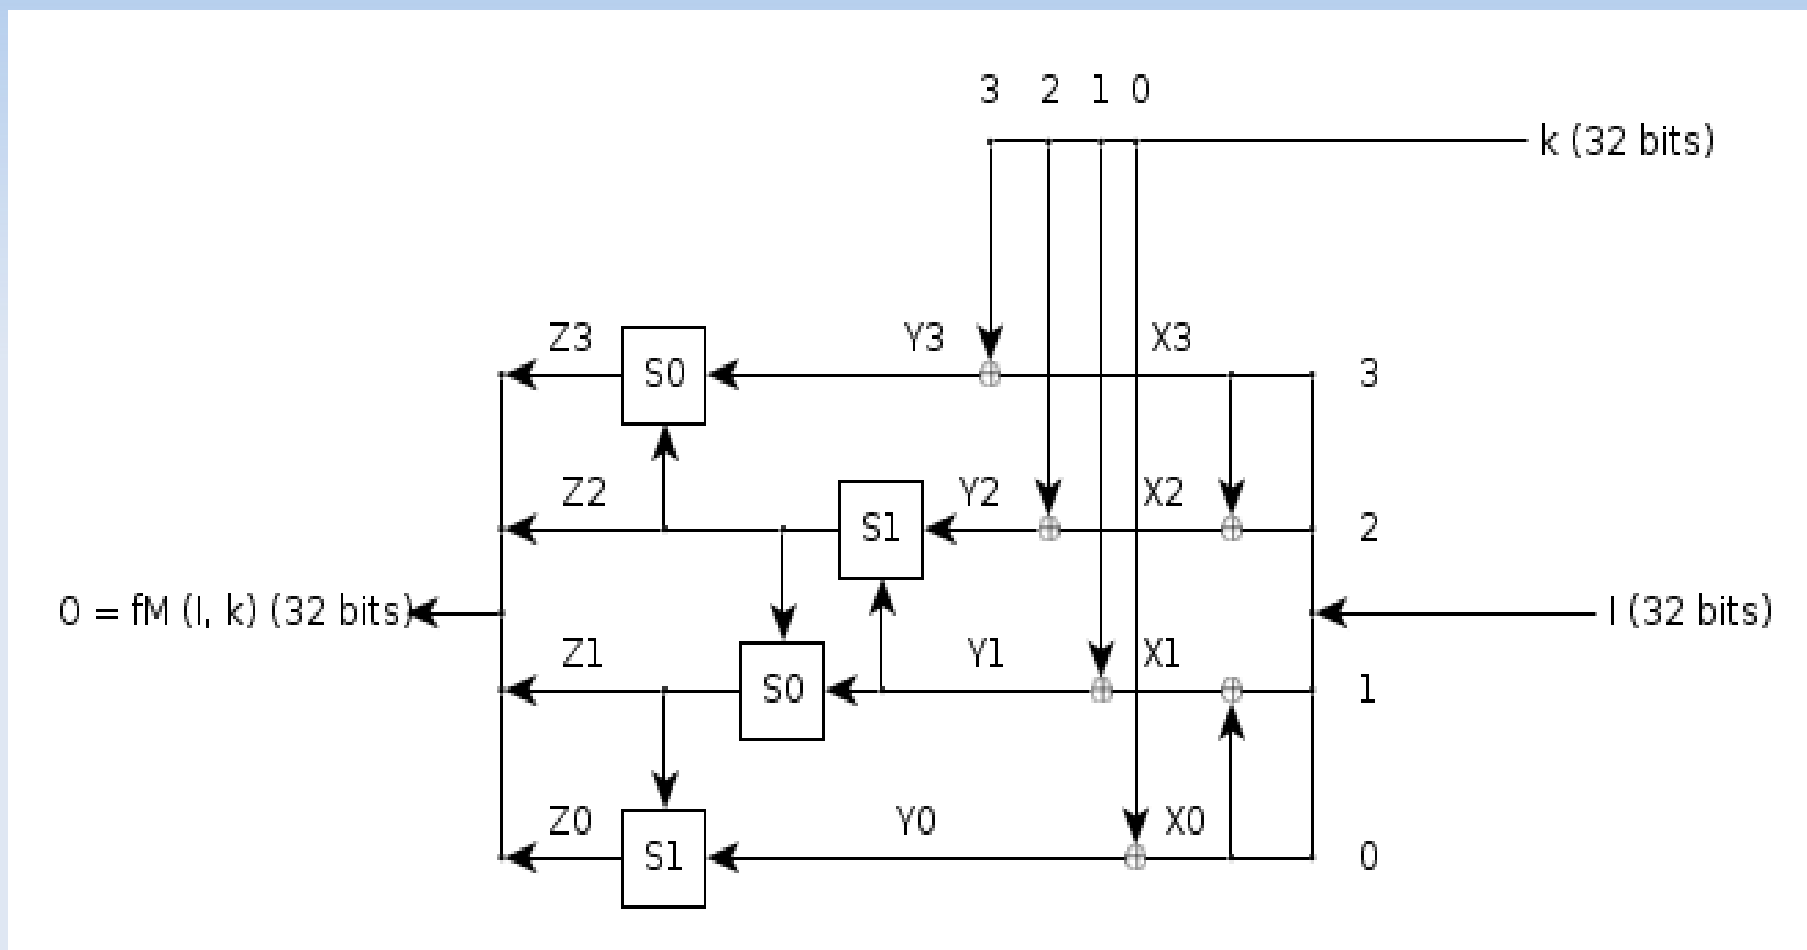 3 2 1 0
k (32 bits)
Z3 S0 Y3 X3 3
Z2 S1 Y2 X2 2
O = fM (I, k) (32 bits) I (32 bits)
Z1 S0 Y1 X1 1
Z0 S1 Y0 X0 0